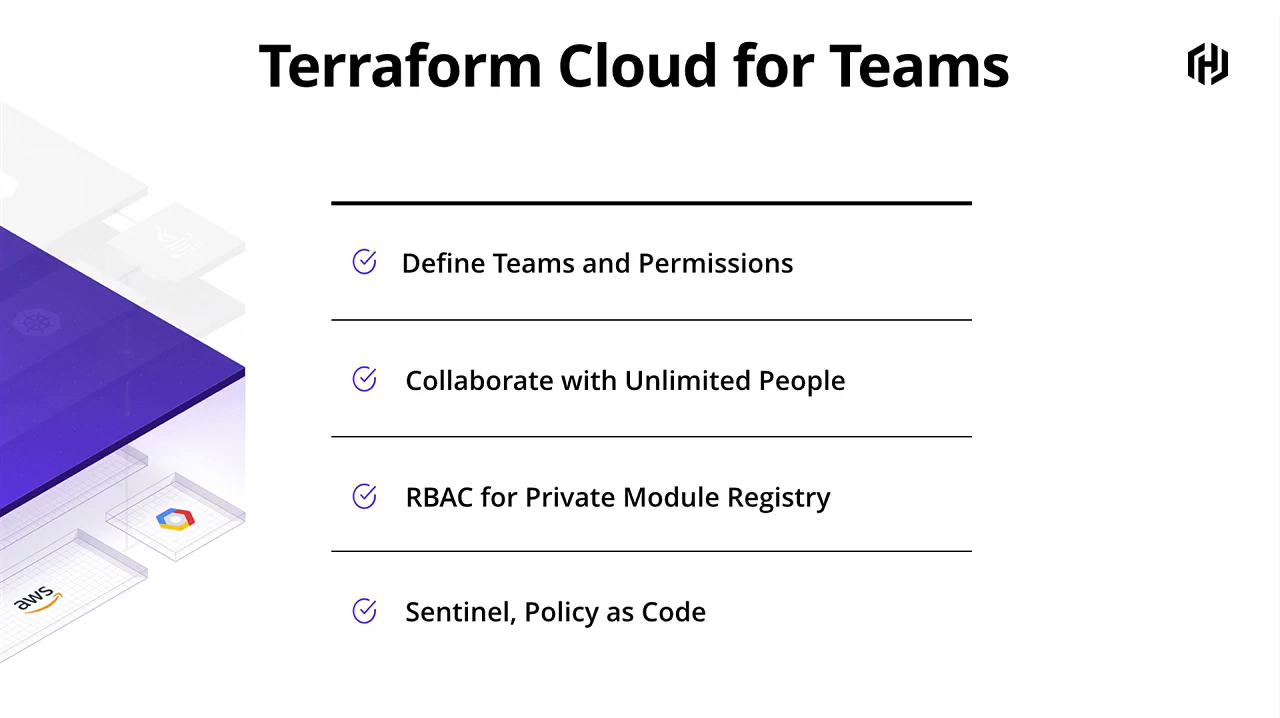 Terraform Cloud for Teams
Define Teams and Permissions
Collaborate with Unlimited People
RBAC for Private Module Registry
Sentinel, Policy as Code
aws